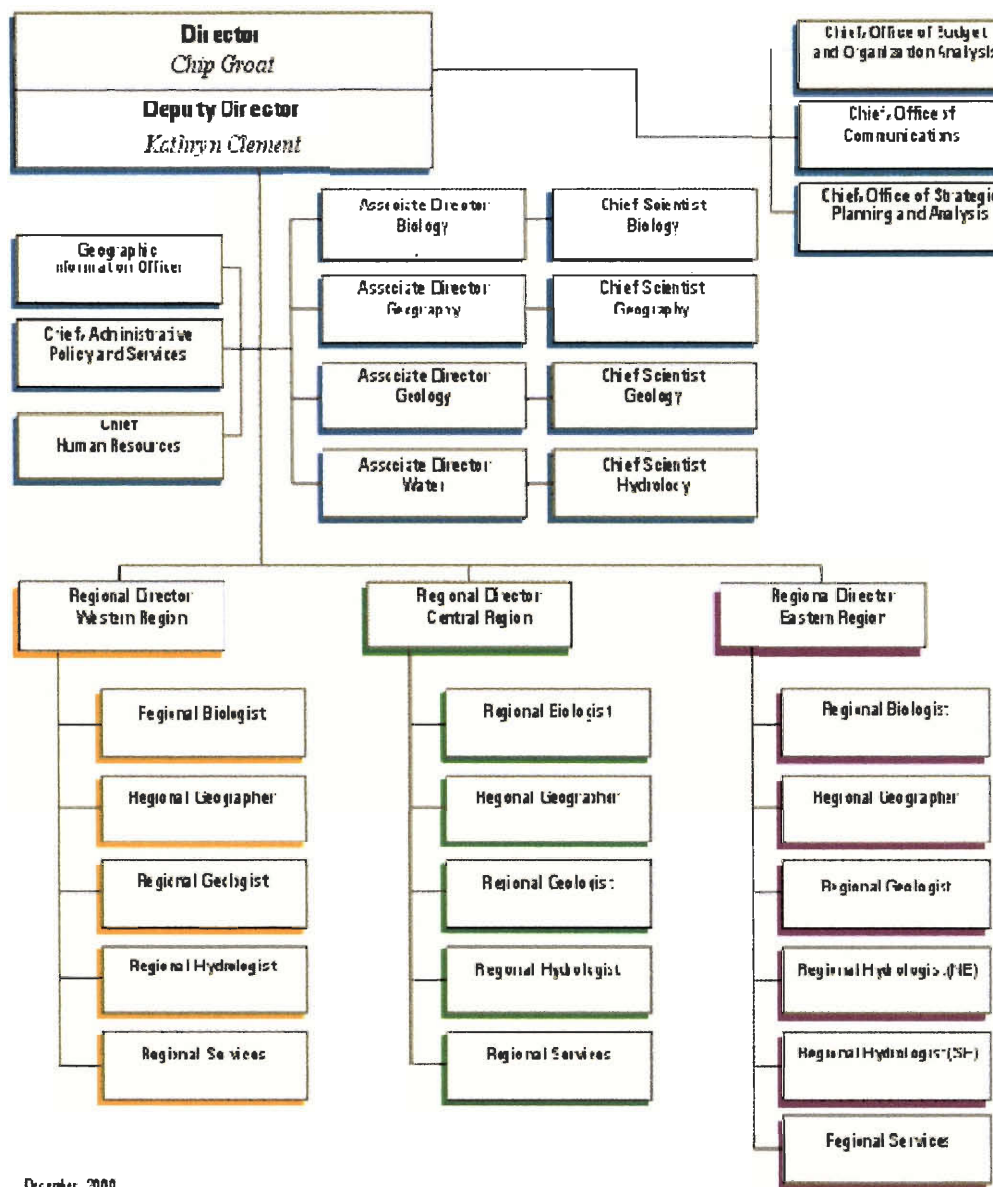 Director
Chip Groat
Deputy Director
Kathryn Clement
Chief, Office of Budget
and Organization Analysis
Chief, Office of
Communications
Chief, Office of Strategic
Planning and Analysis
Geographic
Information Officer
Chief, Administrative
Policy and Services
Chief
Human Resources
Associate Director
Biology
Chief Scientist
Biology
Associate Director
Geography
Chief Scientist
Geography
Associate Director
Geology
Chief Scientist
Geology
Associate Director
Water
Chief Scientist
Hydrology
Regional Director
Western Region
Regional Director
Central Region
Regional Director
Eastern Region
Regional Biologist
Regional Geographer
Regional Geologist
Regional Hydrologist
Regional Services
Regional Biologist
Regional Geographer
Regional Geologist
Regional Hydrologist
Regional Services
Regional Biologist
Regional Geographer
Regional Geologist
Regional Hydrologist (NE)
Regional Hydrologist (SE)
Regional Services
December, 2000